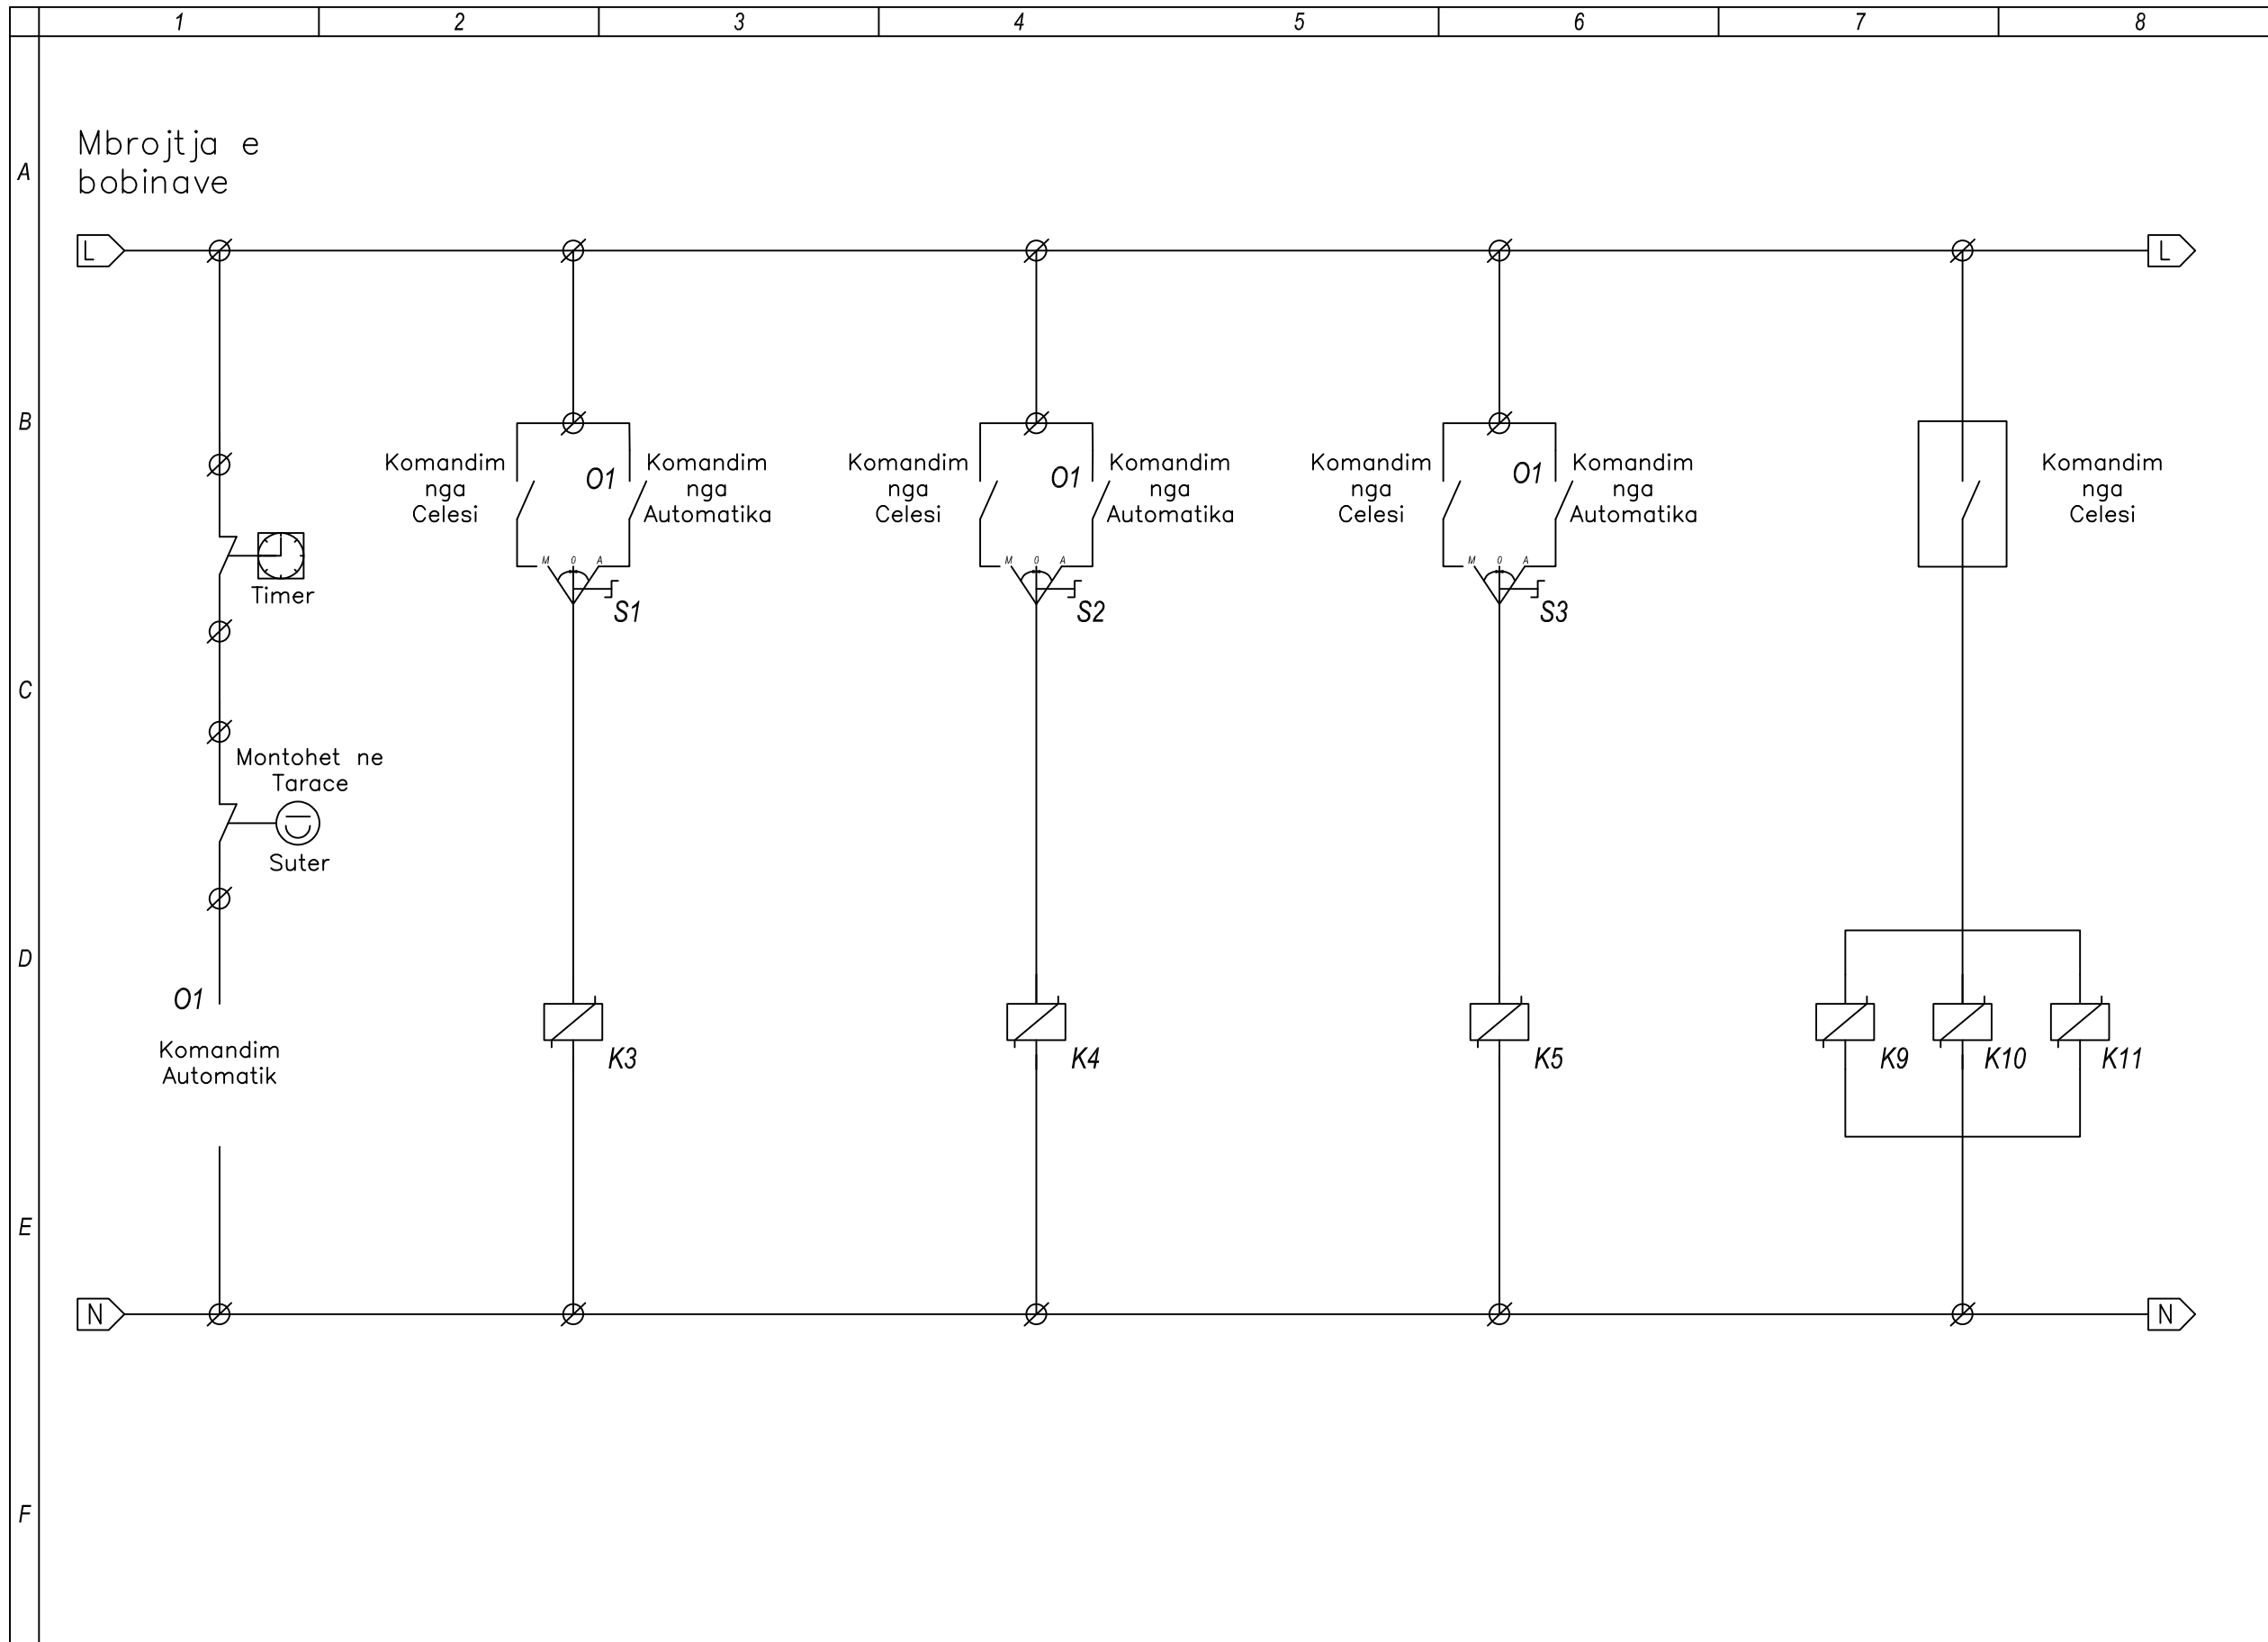 1 2 3 4 5 6 7 8
A
Mbrojtja e
bobinave
L L
B
Komandim
nga
Celesi
O1
Komandim
nga
Automatika
M 0 A
S1
Komandim
nga
Celesi
O1
Komandim
nga
Automatika
M 0 A
S2
Komandim
nga
Celesi
O1
Komandim
nga
Automatika
M 0 A
S3
Komandim
nga
Celesi
Timer
C
Montohet ne
Tarace
Suter
D
O1
Komandim
Automatik
K3
K4
K5
K9
K10
K11
E
N N
F